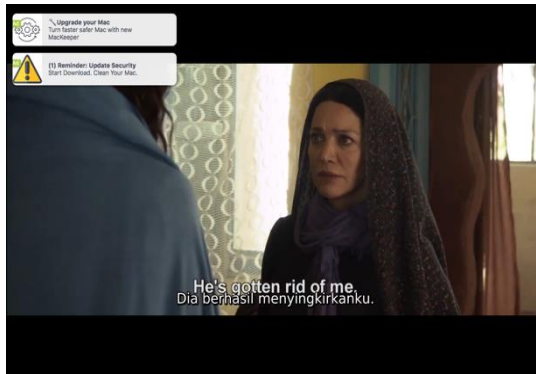 Upgrade your Mac
Turn faster safer Mac with new
MacKeeper
(1) Reminder: Update Security
Start Download. Clean Your Mac.
He's gotten rid of me.
Dia berhasil menyingkirkanku.